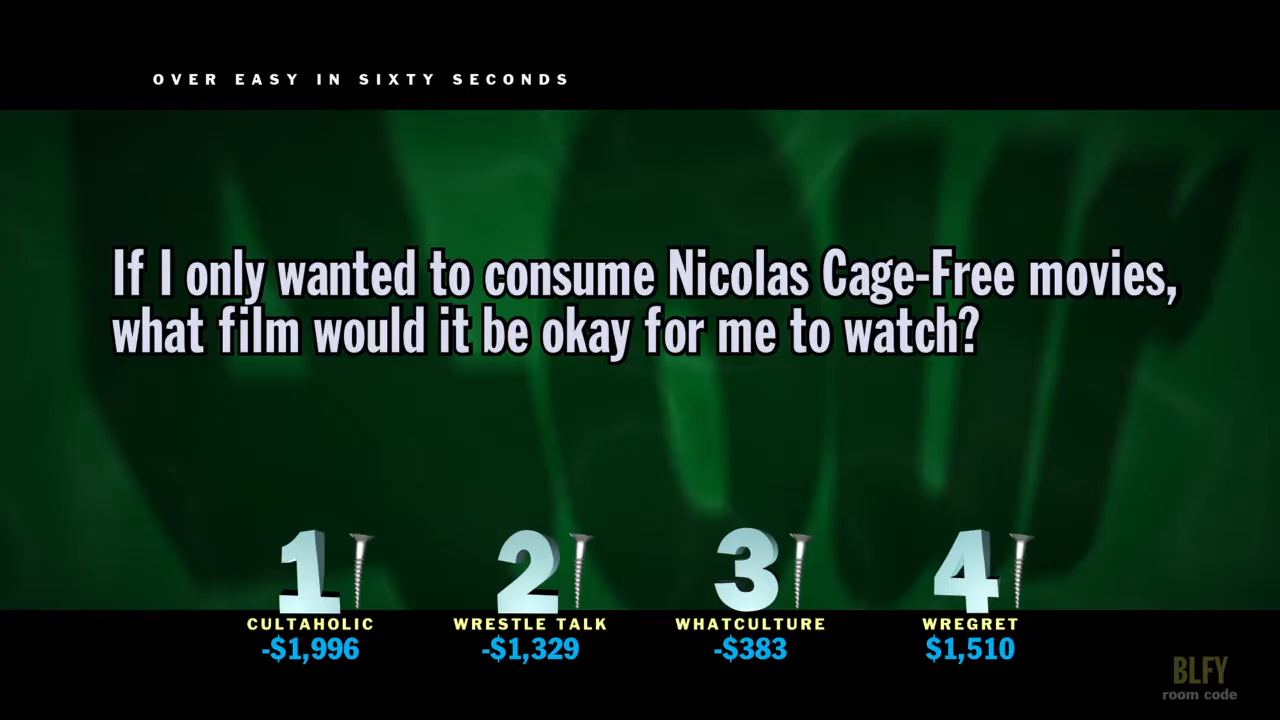 OVER EASY IN SIXTY SECONDS
If I only wanted to consume Nicolas Cage-Free movies,
what film would it be okay for me to watch?
1 2 3 4
CULTAHOLIC WRESTLE TALK WHATCULTURE WREGRET
-$1,996 -$1,329 -$383 $1,510
BLFY
room code